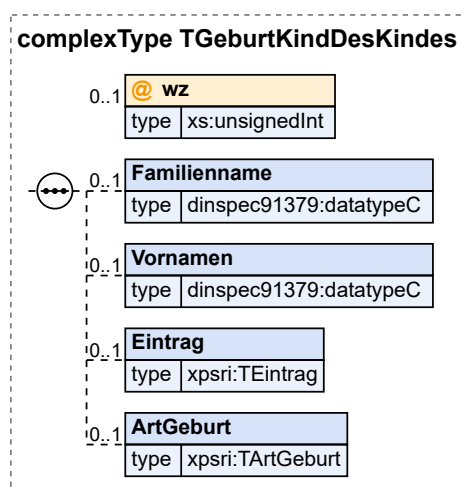 complexType TGeburtKindDesKindes
0..1 @ wz
type xs:unsignedInt
0..1 Familienname
type dinspec91379:datatypeC
0..1 Vornamen
type dinspec91379:datatypeC
0..1 Eintrag
type xpsri:TEintrag
0..1 ArtGeburt
type xpsri:TArtGeburt